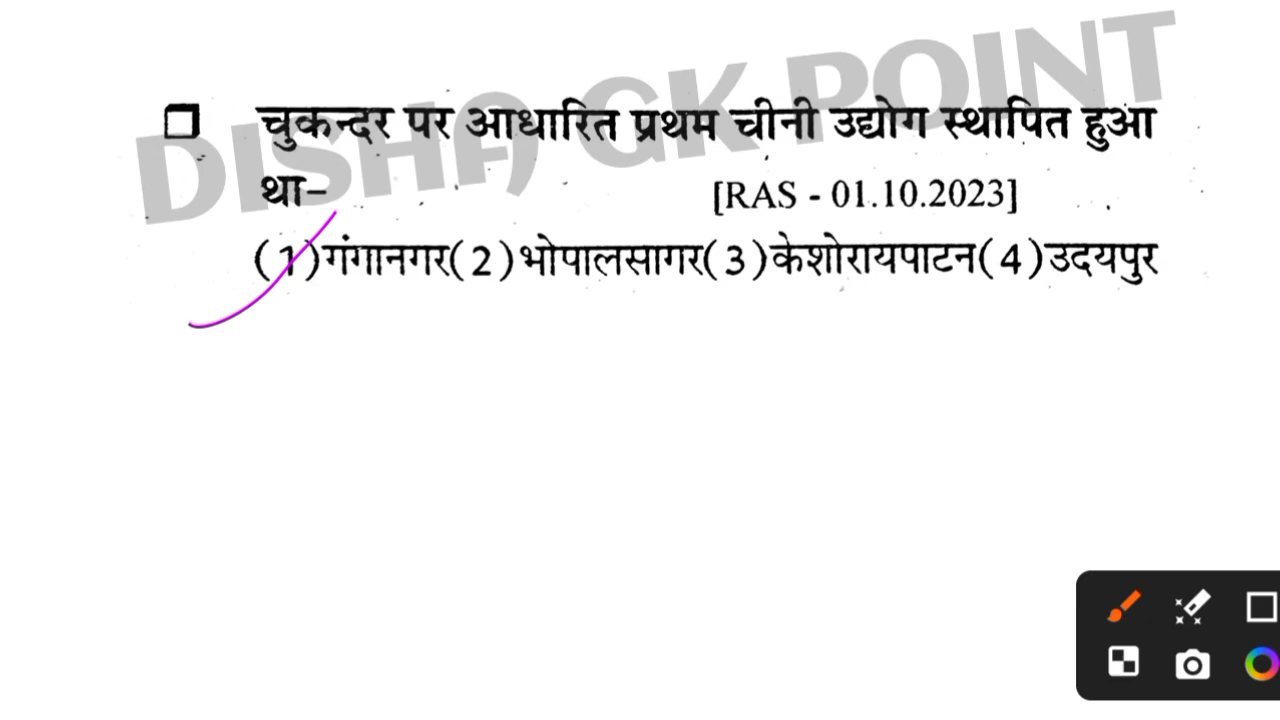 DISHA GK POINT
□ चुकन्दर पर आधारित प्रथम चीनी उद्योग स्थापित हुआ
था- [RAS - 01.10.2023]
(1)गंगानगर(2)भोपालसागर(3)केशोरायपाटन(4)उदयपुर